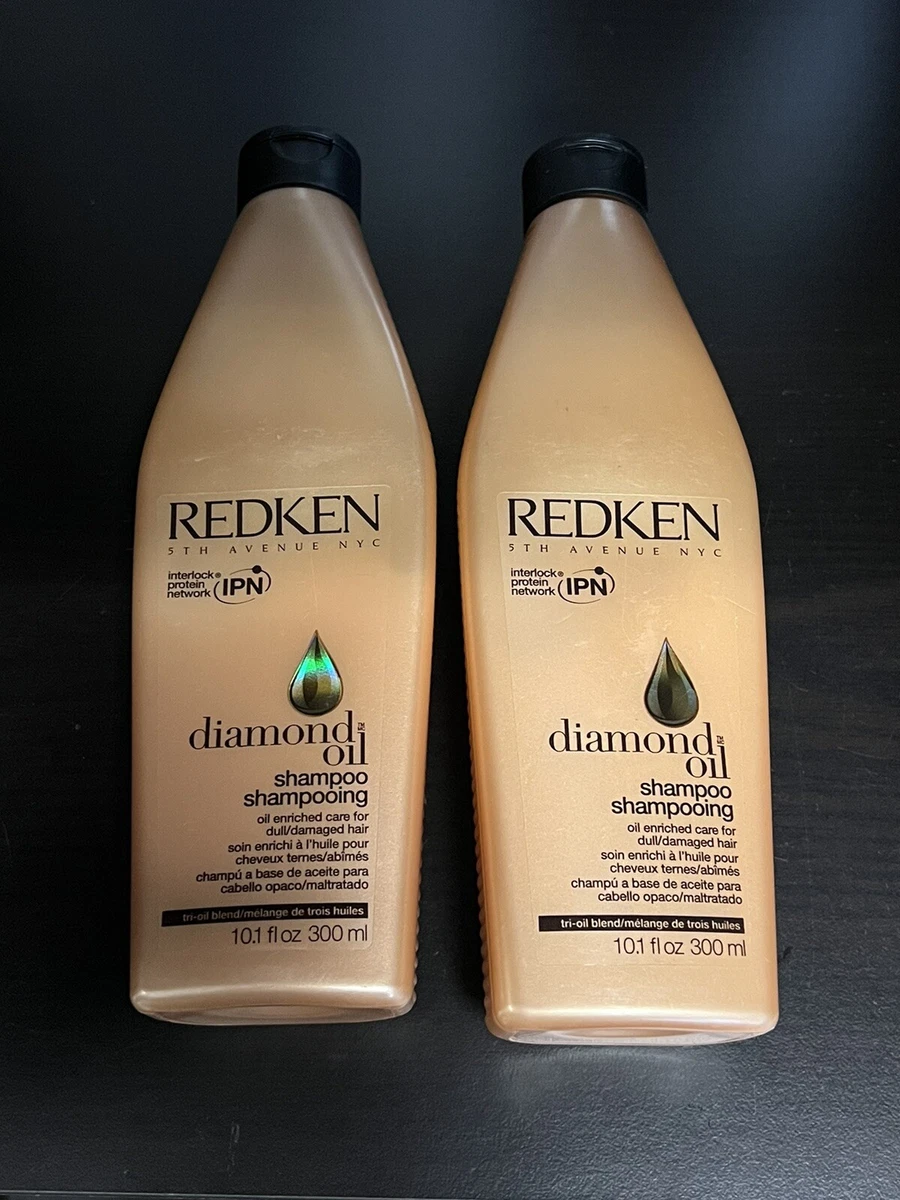 REDKEN
5TH AVENUE NYC
interlock®
protein
network
IPN
diamond
oil
shampoo
shampooing
oil enriched care for
dull/damaged hair
soin enrichi à l'huile pour
cheveux ternes/abîmés
champú a base de aceite para
cabello opaco/maltratado
tri-oil blend/mélange de trois huiles
10.1 fl oz 300 ml
REDKEN
5TH AVENUE NYC
interlock®
protein
network
IPN
diamond
oil
shampoo
shampooing
oil enriched care for
dull/damaged hair
soin enrichi à l'huile pour
cheveux ternes/abîmés
champú a base de aceite para
cabello opaco/maltratado
tri-oil blend/mélange de trois huiles
10.1 fl oz 300 ml